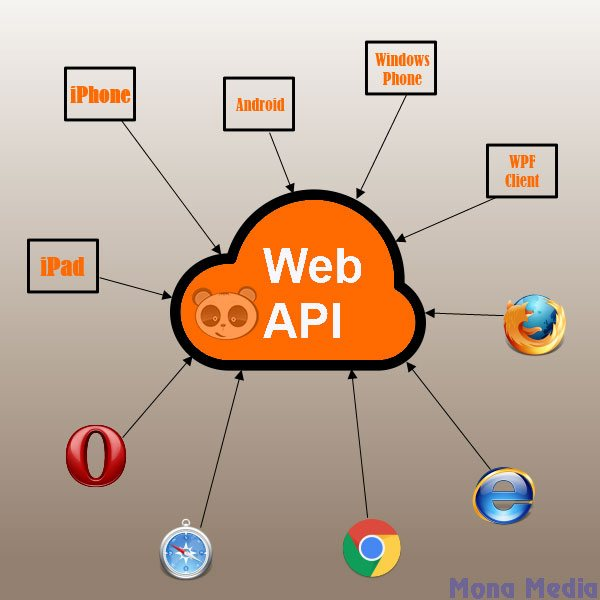 Windows
Phone
iPhone
Android
WPF
Client
iPad
Web
API
Mona Media